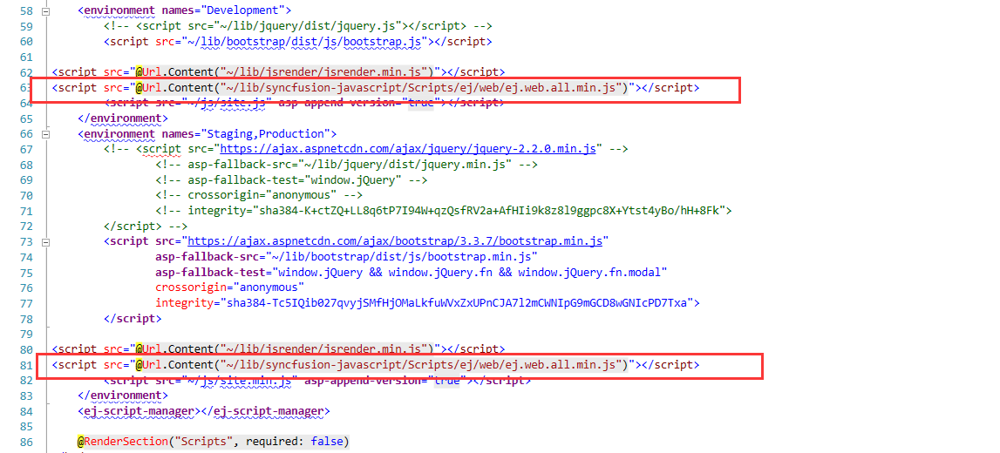 58 <environment names="Development">
59 <!-- <script src="~/lib/jquery/dist/jquery.js"></script> -->
60 <script src="~/lib/bootstrap/dist/js/bootstrap.js"></script>
61
62 <script src="@Url.Content("~/lib/jsrender/jsrender.min.js")"></script>
63 <script src="@Url.Content("~/lib/syncfusion-javascript/Scripts/ej/web/ej.web.all.min.js")"></script>
64 <script src="~/js/site.js" asp-append-version="true"></script>
65 </environment>
66 <environment names="Staging,Production">
67 <!-- <script src="https://ajax.aspnetcdn.com/ajax/jquery/jquery-2.2.0.min.js" -->
68 <!-- asp-fallback-src="~/lib/jquery/dist/jquery.min.js" -->
69 <!-- asp-fallback-test="window.jQuery" -->
70 <!-- crossorigin="anonymous" -->
71 <!-- integrity="sha384-K+ctZQ+LL8q6tP7I94W+qzQsfRV2a+AfHIi9k8z8l9ggpc8X+Ytst4yBo/hH+8Fk">
72 </script> -->
73 <script src="https://ajax.aspnetcdn.com/ajax/bootstrap/3.3.7/bootstrap.min.js"
74 asp-fallback-src="~/lib/bootstrap/dist/js/bootstrap.min.js"
75 asp-fallback-test="window.jQuery && window.jQuery.fn && window.jQuery.fn.modal"
76 crossorigin="anonymous"
77 integrity="sha384-Tc5IQib027qvyjSMfHjOMaLkfuWVxZxUPnCJA7l2mCWNIpG9mGCD8wGNIcPD7Txa">
78 </script>
79
80 <script src="@Url.Content("~/lib/jsrender/jsrender.min.js")"></script>
81 <script src="@Url.Content("~/lib/syncfusion-javascript/Scripts/ej/web/ej.web.all.min.js")"></script>
82 <script src="~/js/site.min.js" asp-append-version="true"></script>
83 </environment>
84 <ej-script-manager></ej-script-manager>
85
86 @RenderSection("Scripts", required: false)